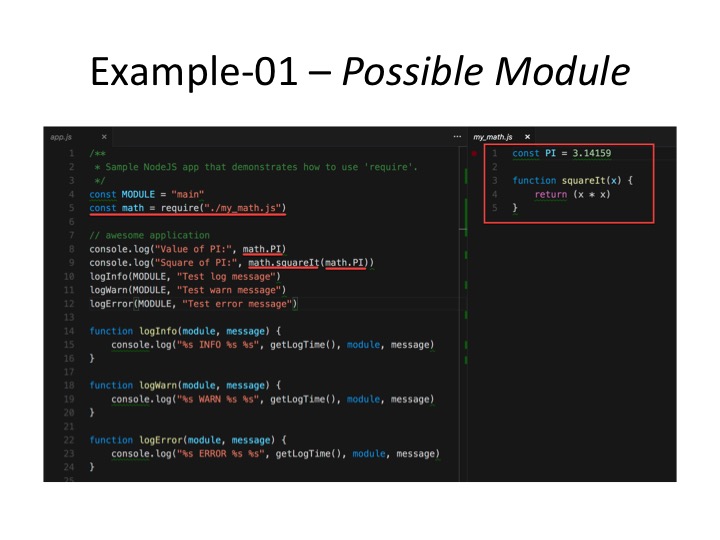 Example-01 – Possible Module
app.js ×
1 /**
2 * Sample NodeJS app that demonstrates how to use 'require'.
3 */
4 const MODULE = "main"
5 const math = require("./my_math.js")
6
7 // awesome application
8 console.log("Value of PI:", math.PI)
9 console.log("Square of PI:", math.squareIt(math.PI))
10 logInfo(MODULE, "Test log message")
11 logWarn(MODULE, "Test warn message")
12 logError(MODULE, "Test error message")
13
14 function logInfo(module, message) {
15 console.log("%s INFO %s %s", getLogTime(), module, message)
16 }
17
18 function logWarn(module, message) {
19 console.log("%s WARN %s %s", getLogTime(), module, message)
20 }
21
22 function logError(module, message) {
23 console.log("%s ERROR %s %s", getLogTime(), module, message)
24 }
25
... my_math.js ×
1 const PI = 3.14159
2
3 function squareIt(x) {
4 return (x * x)
5 }